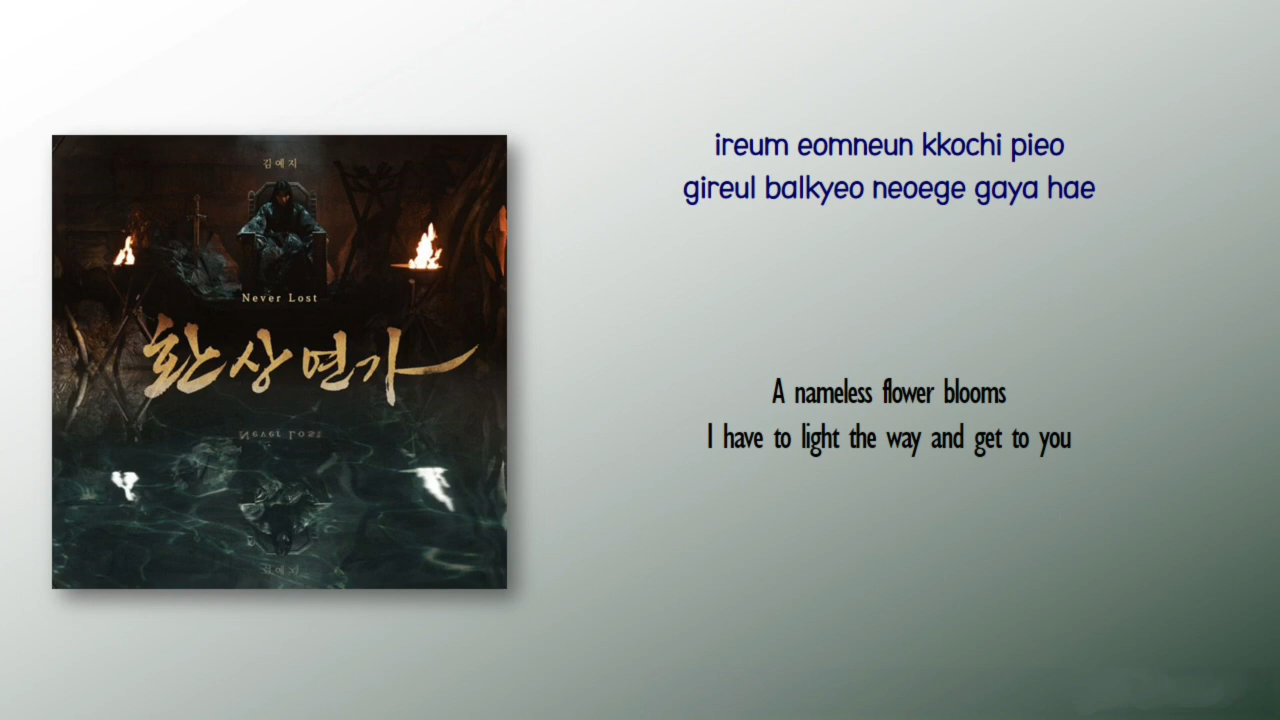 김예지
Never Lost
환상연가
Never Lost
김예지
ireum eomneun kkochi pieo
gireul balkyeo neoege gaya hae
A nameless flower blooms
I have to light the way and get to you